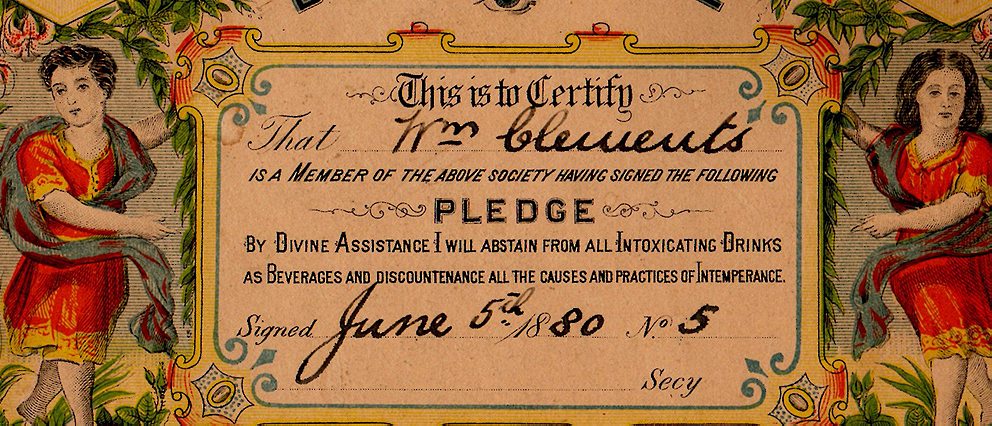 This is to Certify
That Wm Clements
IS A MEMBER OF THE ABOVE SOCIETY HAVING SIGNED THE FOLLOWING
PLEDGE
BY DIVINE ASSISTANCE I WILL ABSTAIN FROM ALL INTOXICATING DRINKS
AS BEVERAGES AND DISCOUNTENANCE ALL THE CAUSES AND PRACTICES OF INTEMPERANCE.
Signed June 5th 1880 No 5
Secy